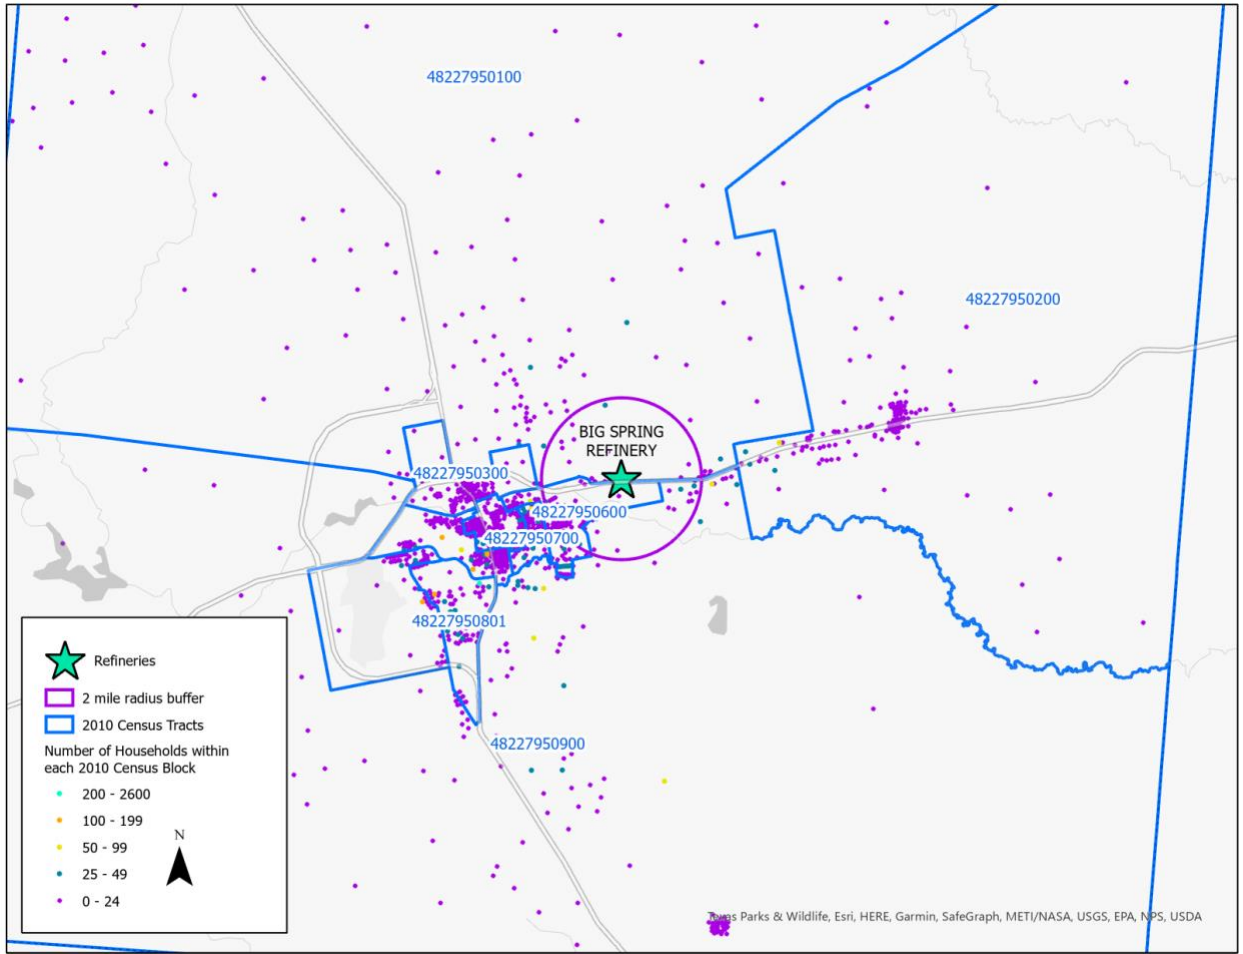 48227950100
48227950200
BIG SPRING
REFINERY
48227950300
48227950600
48227950700
48227950801
48227950900
Refineries
2 mile radius buffer
2010 Census Tracts
Number of Households within
each 2010 Census Block
200 - 2600
100 - 199
50 - 99
25 - 49
0 - 24
N
Texas Parks & Wildlife, Esri, HERE, Garmin, SafeGraph, METI/NASA, USGS, EPA, NPS, USDA